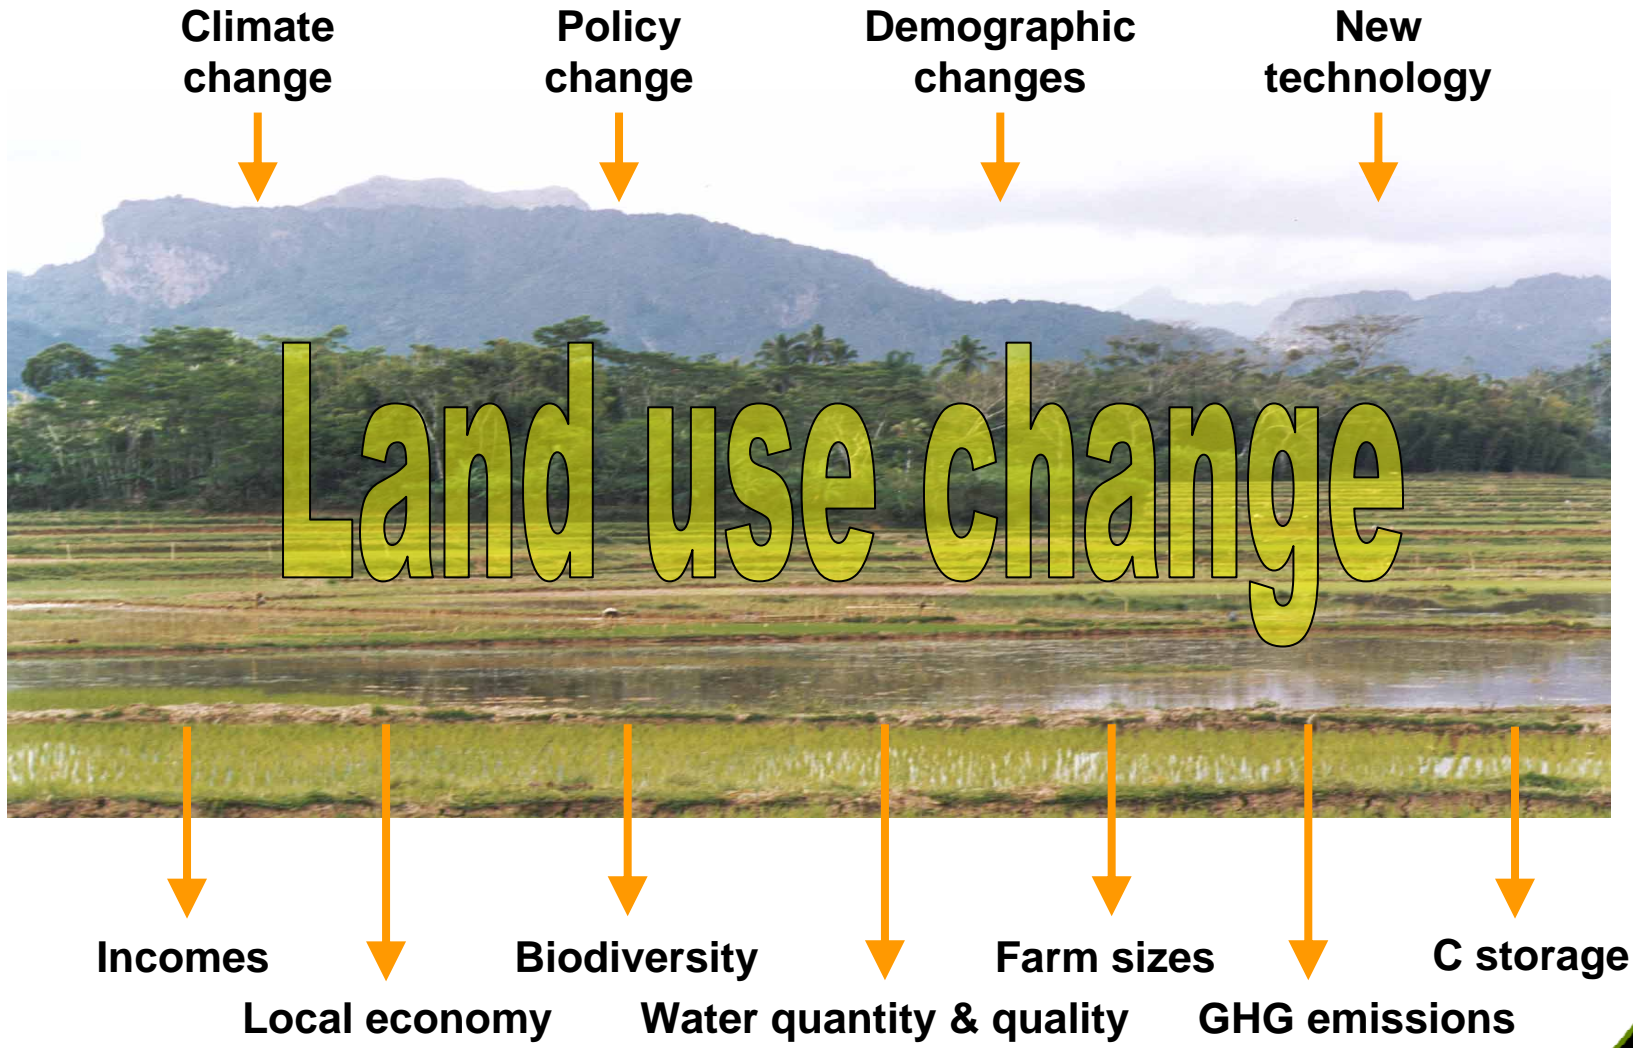 Climate
change
Policy
change
Demographic
changes
New
technology
Land use change
Incomes
Biodiversity
Farm sizes
C storage
Local economy
Water quantity & quality
GHG emissions